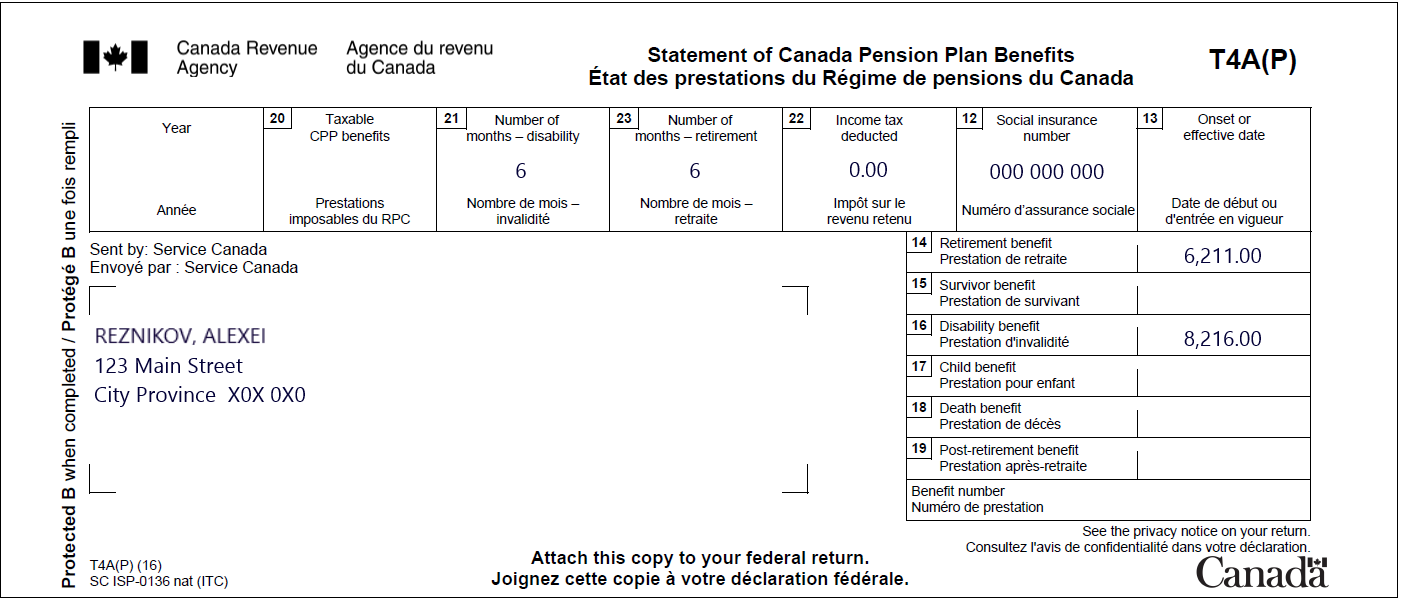 Canada Revenue Agency
Agence du revenu du Canada
Statement of Canada Pension Plan Benefits
État des prestations du Régime de pensions du Canada
T4A(P)
Protected B when completed / Protégé B une fois rempli
Year
Année
20 Taxable CPP benefits
Prestations imposables du RPC
21 Number of months – disability
6
Nombre de mois – invalidité
23 Number of months – retirement
6
Nombre de mois – retraite
22 Income tax deducted
0.00
Impôt sur le revenu retenu
12 Social insurance number
000 000 000
Numéro d'assurance sociale
13 Onset or effective date
Date de début ou d'entrée en vigueur
Sent by: Service Canada
Envoyé par : Service Canada
REZNIKOV, ALEXEI
123 Main Street
City Province X0X 0X0
14 Retirement benefit
Prestation de retraite
6,211.00
15 Survivor benefit
Prestation de survivant
16 Disability benefit
Prestation d'invalidité
8,216.00
17 Child benefit
Prestation pour enfant
18 Death benefit
Prestation de décès
19 Post-retirement benefit
Prestation après-retraite
Benefit number
Numéro de prestation
See the privacy notice on your return.
Consultez l'avis de confidentialité dans votre déclaration.
T4A(P) (16)
SC ISP-0136 nat (ITC)
Attach this copy to your federal return.
Joignez cette copie à votre déclaration fédérale.
Canada